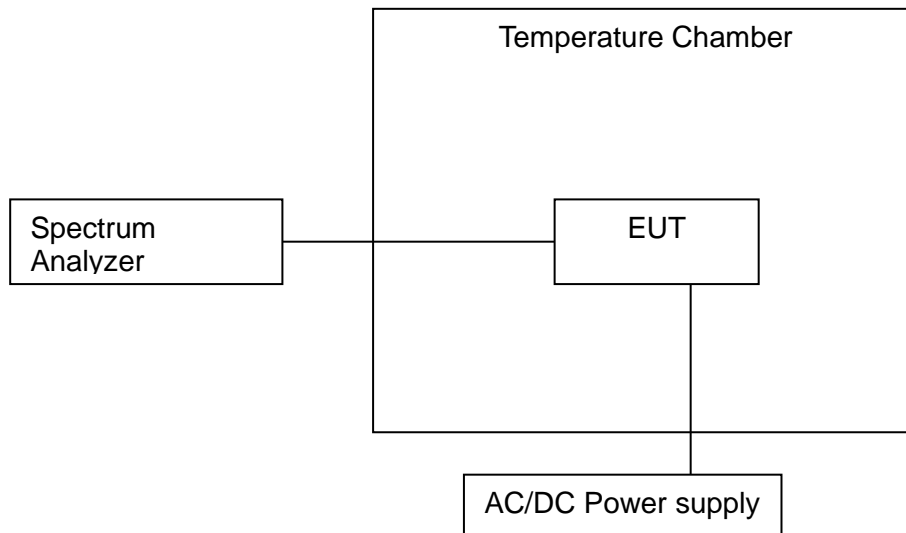 Temperature Chamber
Spectrum
Analyzer
EUT
AC/DC Power supply